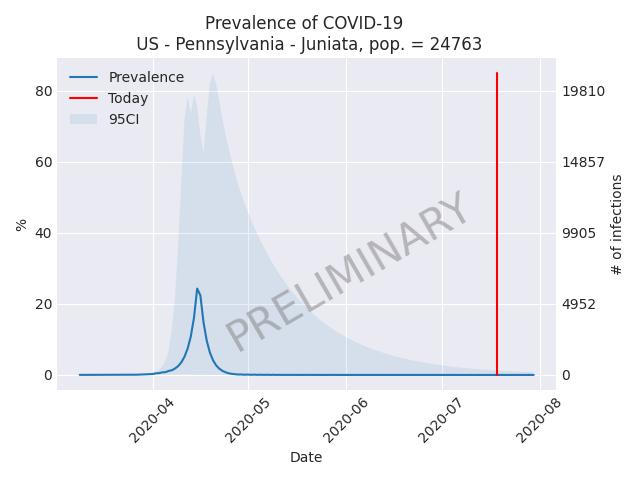 Prevalence of COVID-19
US - Pennsylvania - Juniata, pop. = 24763
Prevalence
Today
95CI
%
80
60
40
20
0
19810
14857
9905
4952
0
# of infections
PRELIMINARY
2020-04
2020-05
2020-06
2020-07
2020-08
Date